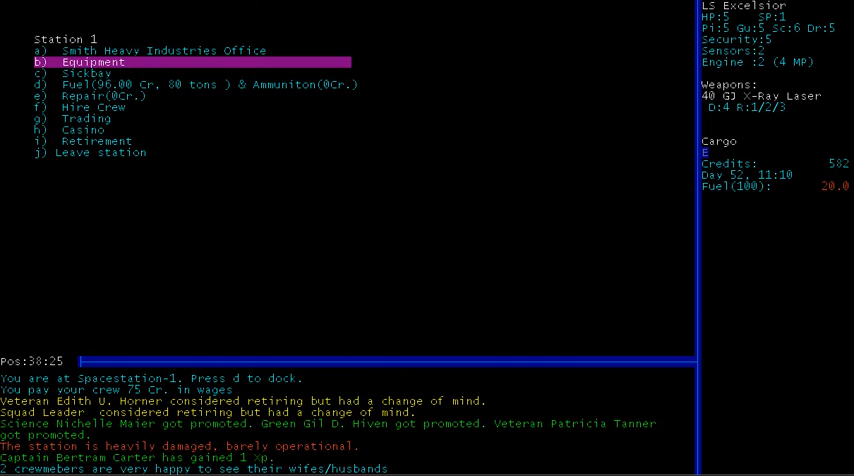 Station 1
a) Smith Heavy Industries Office
b) Equipment
c) Sickbay
d) Fuel(96.00 Cr, 80 tons ) & Ammuniton(0Cr.)
e) Repair(0Cr.)
f) Hire Crew
g) Trading
h) Casino
i) Retirement
j) Leave station
LS Excelsior
HP:5 SP:1
Pi:5 Gu:5 Sc:6 Dr:5
Security:5
Sensors:2
Engine :2 (4 MP)
Weapons:
40 GJ X-Ray Laser
D:4 R:1/2/3
Cargo
E
Credits: 582
Day 52, 11:10
Fuel(100): 20.0
Pos:38:25
You are at Spacestation-1. Press d to dock.
You pay your crew 75 Cr. in wages
Veteran Edith U. Horner considered retiring but had a change of mind.
Squad Leader considered retiring but had a change of mind.
Science Nichelle Maier got promoted. Green Gil D. Hiven got promoted. Veteran Patricia Tanner
got promoted.
The station is heavily damaged, barely operational.
Captain Bertram Carter has gained 1 Xp.
2 crewmebers are very happy to see their wifes/husbands